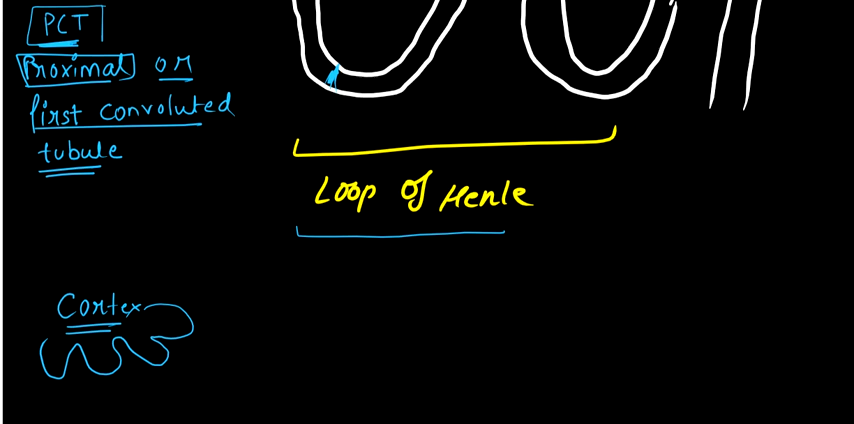 PCT
Proximal or
first convoluted
tubule
Loop of Henle
Cortex